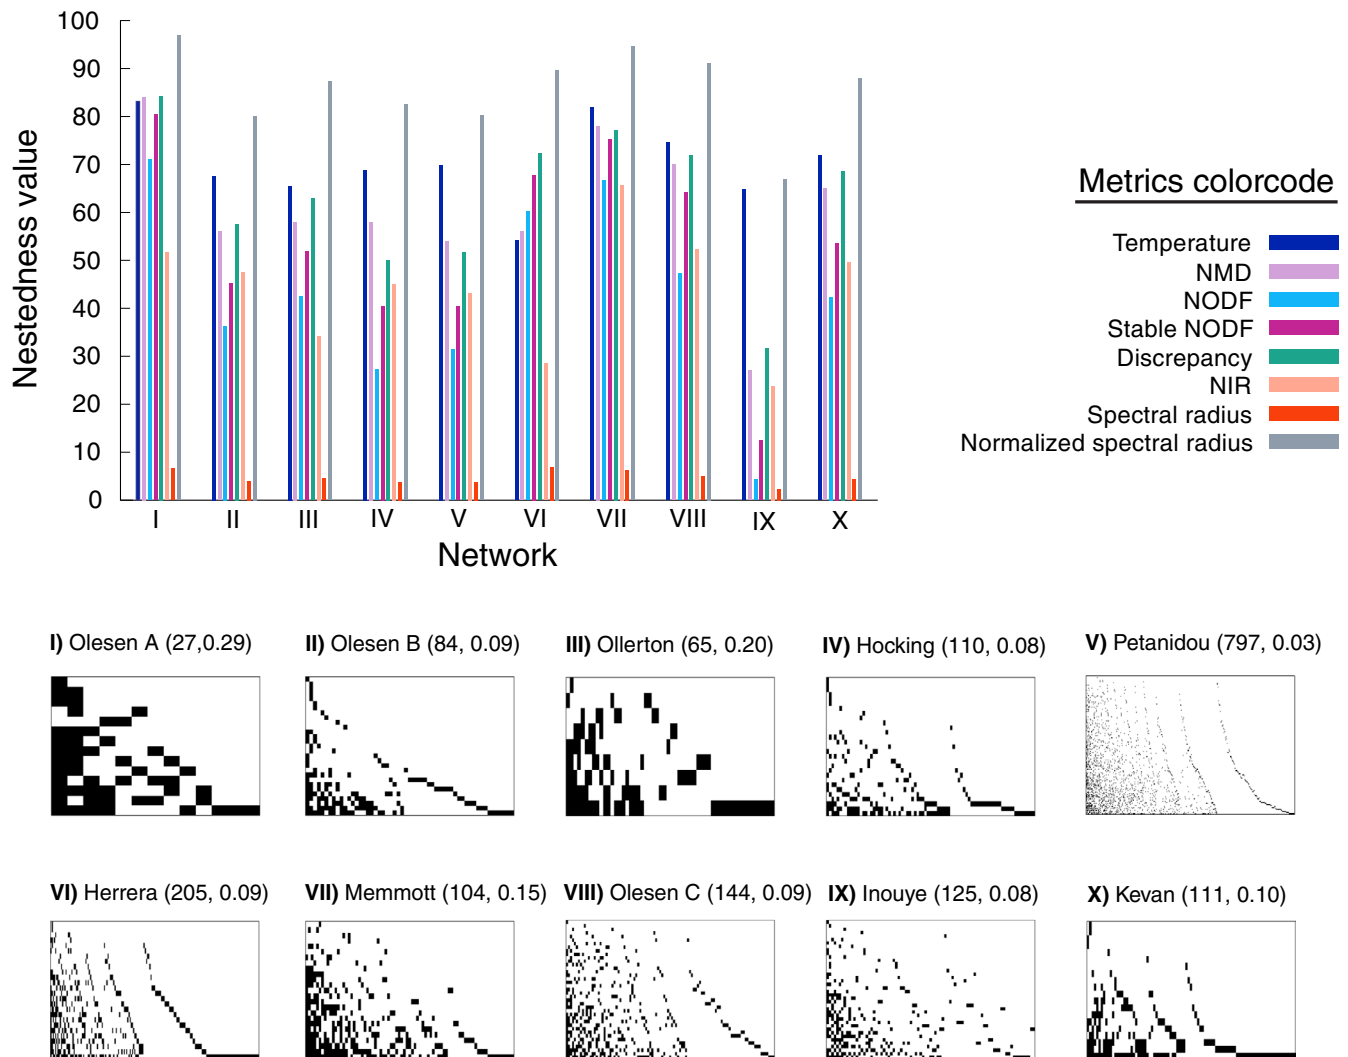 100
90
80
70
60
50
40
30
20
10
0
Nestedness value
I II III IV V VI VII VIII IX X
Network
Metrics colorcode
Temperature
NMD
NODF
Stable NODF
Discrepancy
NIR
Spectral radius
Normalized spectral radius
I) Olesen A (27,0.29)
II) Olesen B (84, 0.09)
III) Ollerton (65, 0.20)
IV) Hocking (110, 0.08)
V) Petanidou (797, 0.03)
VI) Herrera (205, 0.09)
VII) Memmott (104, 0.15)
VIII) Olesen C (144, 0.09)
IX) Inouye (125, 0.08)
X) Kevan (111, 0.10)